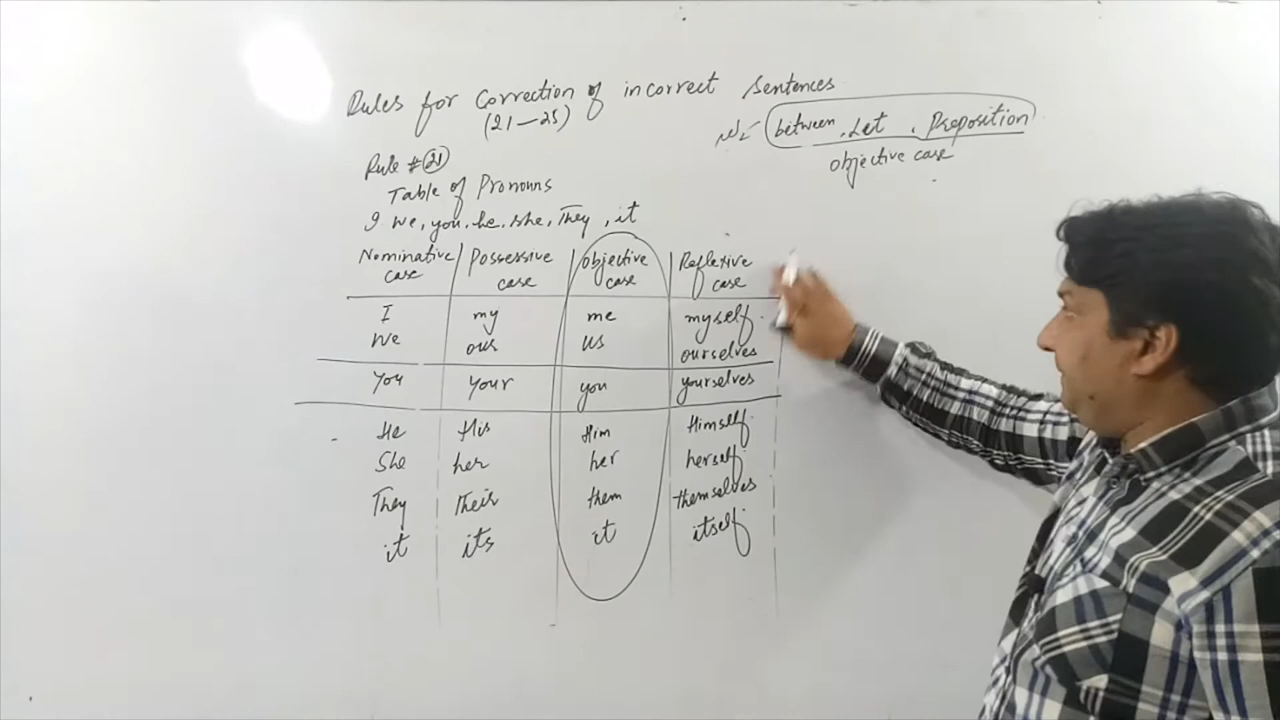 Rules for Correction of incorrect Sentences
(21-25)
between, Let, Preposition
objective case
Rule #21
Table of Pronouns
I we, you, he, she, They, it
Nominative case Possessive case objective case Reflexive case
I my me myself
We our us ourselves
You your you yourselves
He His Him Himself
She her her herself
They Their them themselves
it its it itself